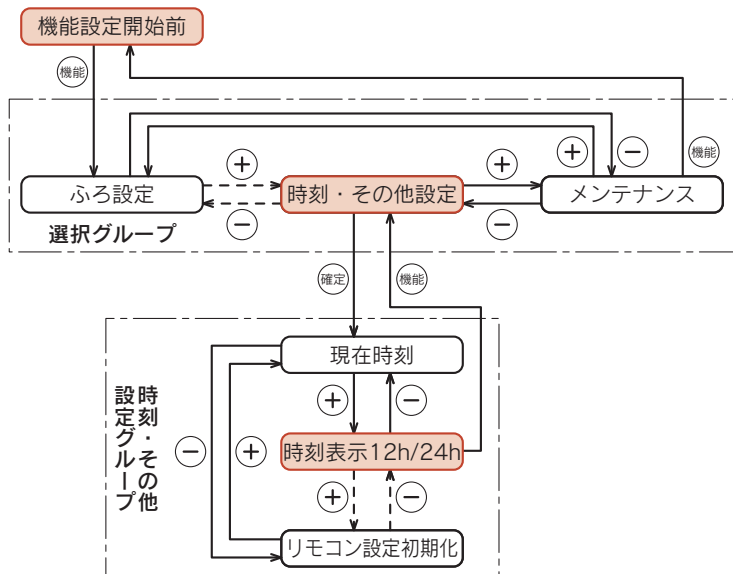 機能設定開始前
機能
機能
＋
－
＋
－
＋
－
ふろ設定
時刻・その他設定
メンテナンス
選択グループ
確定
機能
現在時刻
＋
－
時刻・その他
設定グループ
－
＋
時刻表示12h/24h
＋
－
リモコン設定初期化